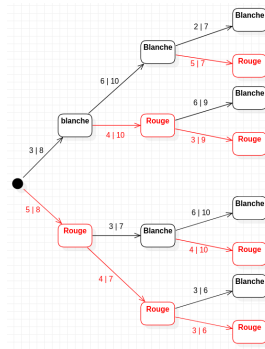 Blanche
2 | 7
Blanche
5 | 7
Rouge
6 | 10
Blanche
6 | 9
blanche
Rouge
4 | 10
3 | 9
Rouge
3 | 8
5 | 8
Blanche
6 | 10
3 | 7
Rouge
Blanche
4 | 10
Rouge
4 | 7
Blanche
3 | 6
Rouge
3 | 6
Rouge